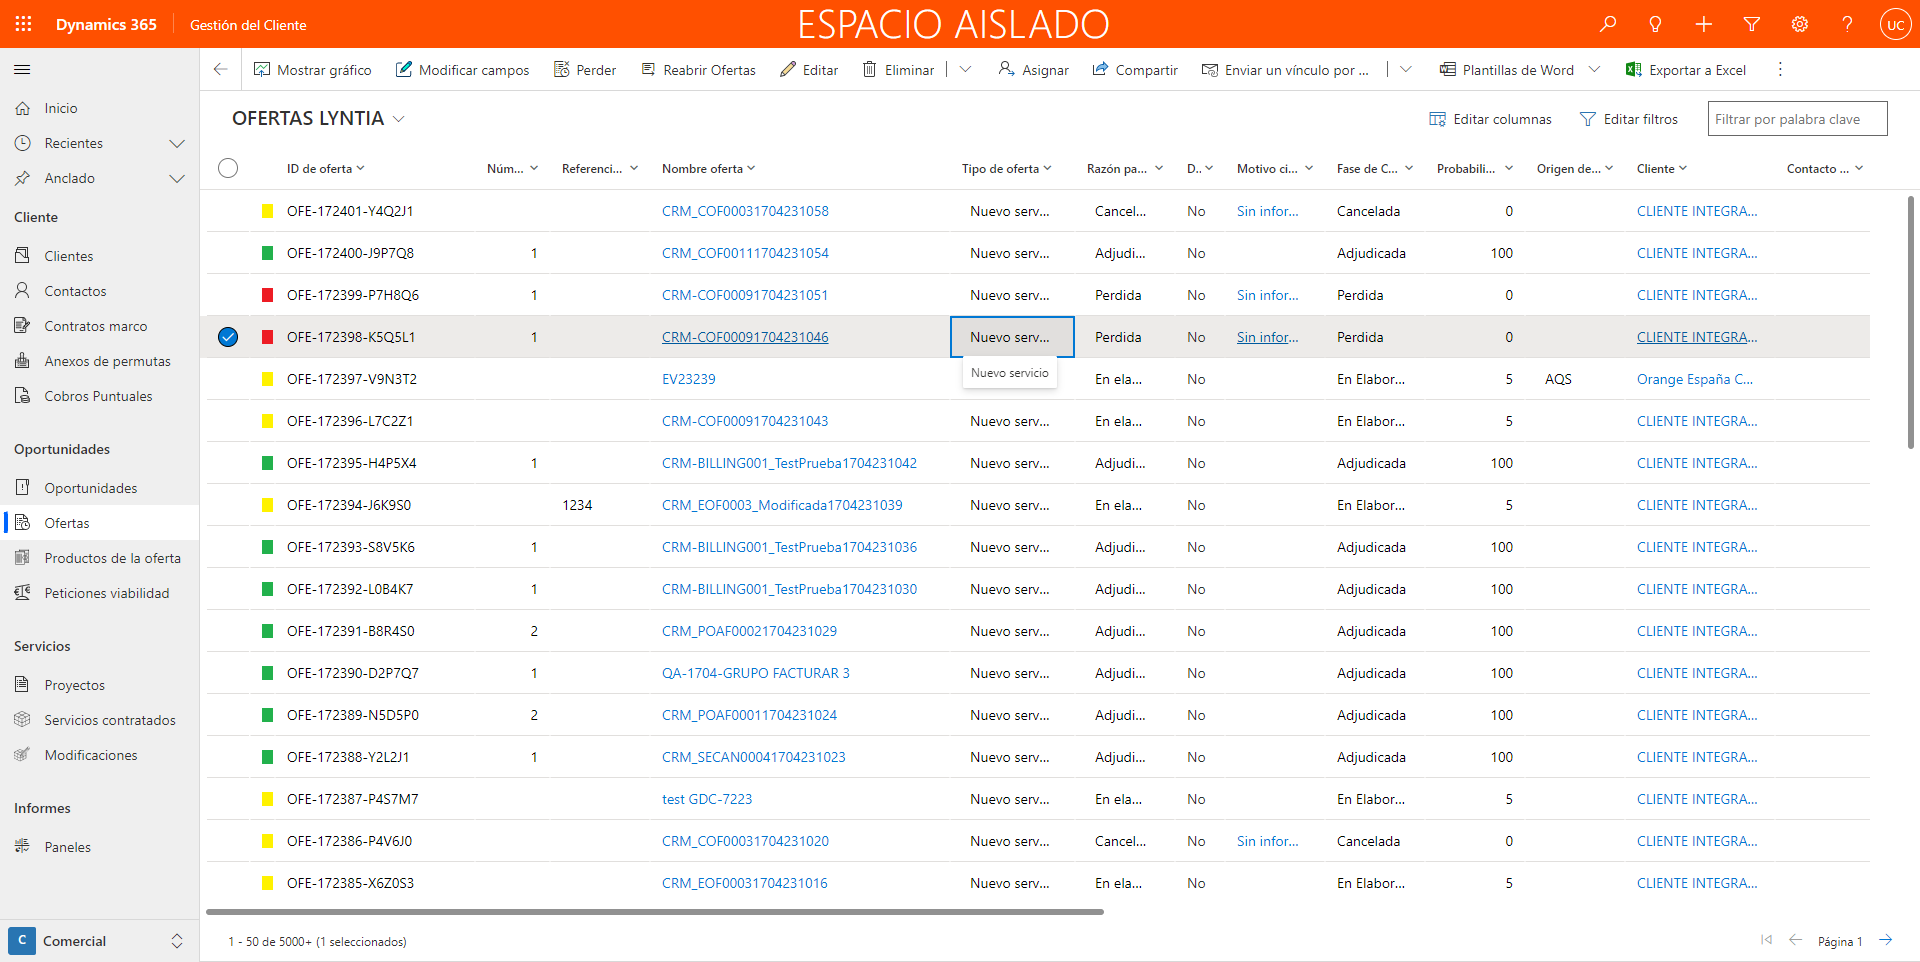 Dynamics 365 Gestión del Cliente ESPACIO AISLADO UC
Mostrar gráfico Modificar campos Perder Reabrir Ofertas Editar Eliminar Asignar Compartir Enviar un vínculo por ... Plantillas de Word Exportar a Excel
Inicio
Recientes
Anclado
Cliente
Clientes
Contactos
Contratos marco
Anexos de permutas
Cobros Puntuales
Oportunidades
Oportunidades
Ofertas
Productos de la oferta
Peticiones viabilidad
Servicios
Proyectos
Servicios contratados
Modificaciones
Informes
Paneles
C Comercial
OFERTAS LYNTIA Editar columnas Editar filtros Filtrar por palabra clave
ID de oferta Núm... Referenci... Nombre oferta Tipo de oferta Razón pa... D.. Motivo ci... Fase de C... Probabili... Origen de... Cliente Contacto ...
OFE-172401-Y4Q2J1 CRM_COF00031704231058 Nuevo serv... Cancel... No Sin infor... Cancelada 0 CLIENTE INTEGRA...
OFE-172400-J9P7Q8 1 CRM_COF00111704231054 Nuevo serv... Adjudi... No Adjudicada 100 CLIENTE INTEGRA...
OFE-172399-P7H8Q6 1 CRM-COF00091704231051 Nuevo serv... Perdida No Sin infor... Perdida 0 CLIENTE INTEGRA...
OFE-172398-K5Q5L1 1 CRM-COF00091704231046 Nuevo serv... Perdida No Sin infor... Perdida 0 CLIENTE INTEGRA...
Nuevo servicio
OFE-172397-V9N3T2 EV23239 En ela... No En Elabor... 5 AQS Orange España C...
OFE-172396-L7C2Z1 CRM-COF00091704231043 Nuevo serv... En ela... No En Elabor... 5 CLIENTE INTEGRA...
OFE-172395-H4P5X4 1 CRM-BILLING001_TestPrueba1704231042 Nuevo serv... Adjudi... No Adjudicada 100 CLIENTE INTEGRA...
OFE-172394-J6K9S0 1234 CRM_EOF0003_Modificada1704231039 Nuevo serv... En ela... No En Elabor... 5 CLIENTE INTEGRA...
OFE-172393-S8V5K6 1 CRM-BILLING001_TestPrueba1704231036 Nuevo serv... Adjudi... No Adjudicada 100 CLIENTE INTEGRA...
OFE-172392-L0B4K7 1 CRM-BILLING001_TestPrueba1704231030 Nuevo serv... Adjudi... No Adjudicada 100 CLIENTE INTEGRA...
OFE-172391-B8R4S0 2 CRM_POAF00021704231029 Nuevo serv... Adjudi... No Adjudicada 100 CLIENTE INTEGRA...
OFE-172390-D2P7Q7 1 QA-1704-GRUPO FACTURAR 3 Nuevo serv... Adjudi... No Adjudicada 100 CLIENTE INTEGRA...
OFE-172389-N5D5P0 2 CRM_POAF00011704231024 Nuevo serv... Adjudi... No Adjudicada 100 CLIENTE INTEGRA...
OFE-172388-Y2L2J1 1 CRM_SECAN00041704231023 Nuevo serv... Adjudi... No Adjudicada 100 CLIENTE INTEGRA...
OFE-172387-P4S7M7 test GDC-7223 Nuevo serv... En ela... No En Elabor... 5 CLIENTE INTEGRA...
OFE-172386-P4V6J0 CRM_COF00031704231020 Nuevo serv... Cancel... No Sin infor... Cancelada 0 CLIENTE INTEGRA...
OFE-172385-X6Z0S3 CRM_EOF00031704231016 Nuevo serv... En ela... No En Elabor... 5 CLIENTE INTEGRA...
1 - 50 de 5000+ (1 seleccionados) Página 1